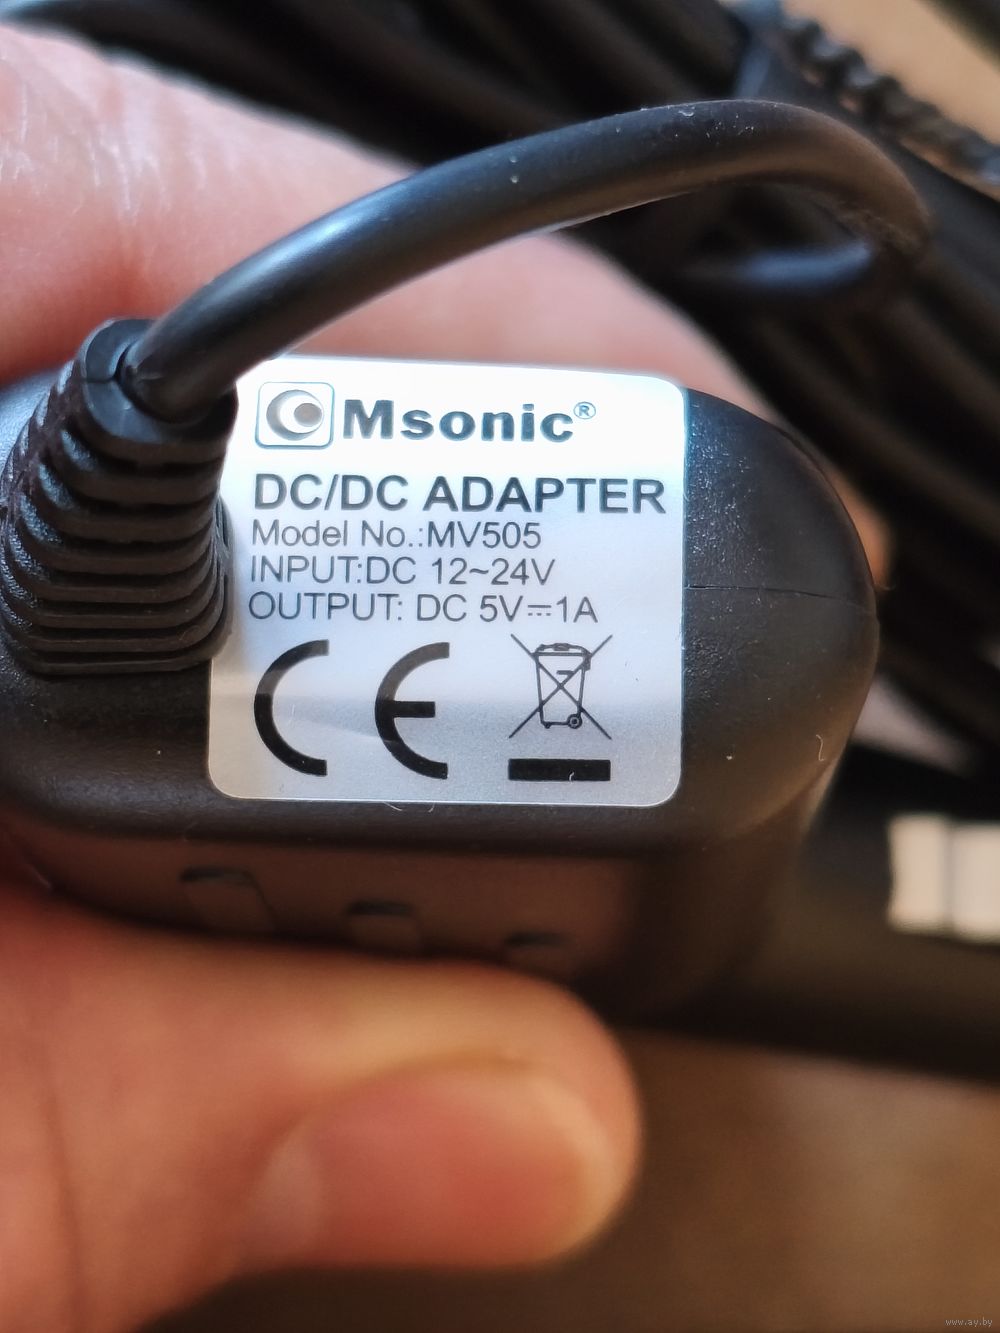 Msonic®
DC/DC ADAPTER
Model No.:MV505
INPUT:DC 12~24V
OUTPUT: DC 5V⎓1A
CE
www.ay.by